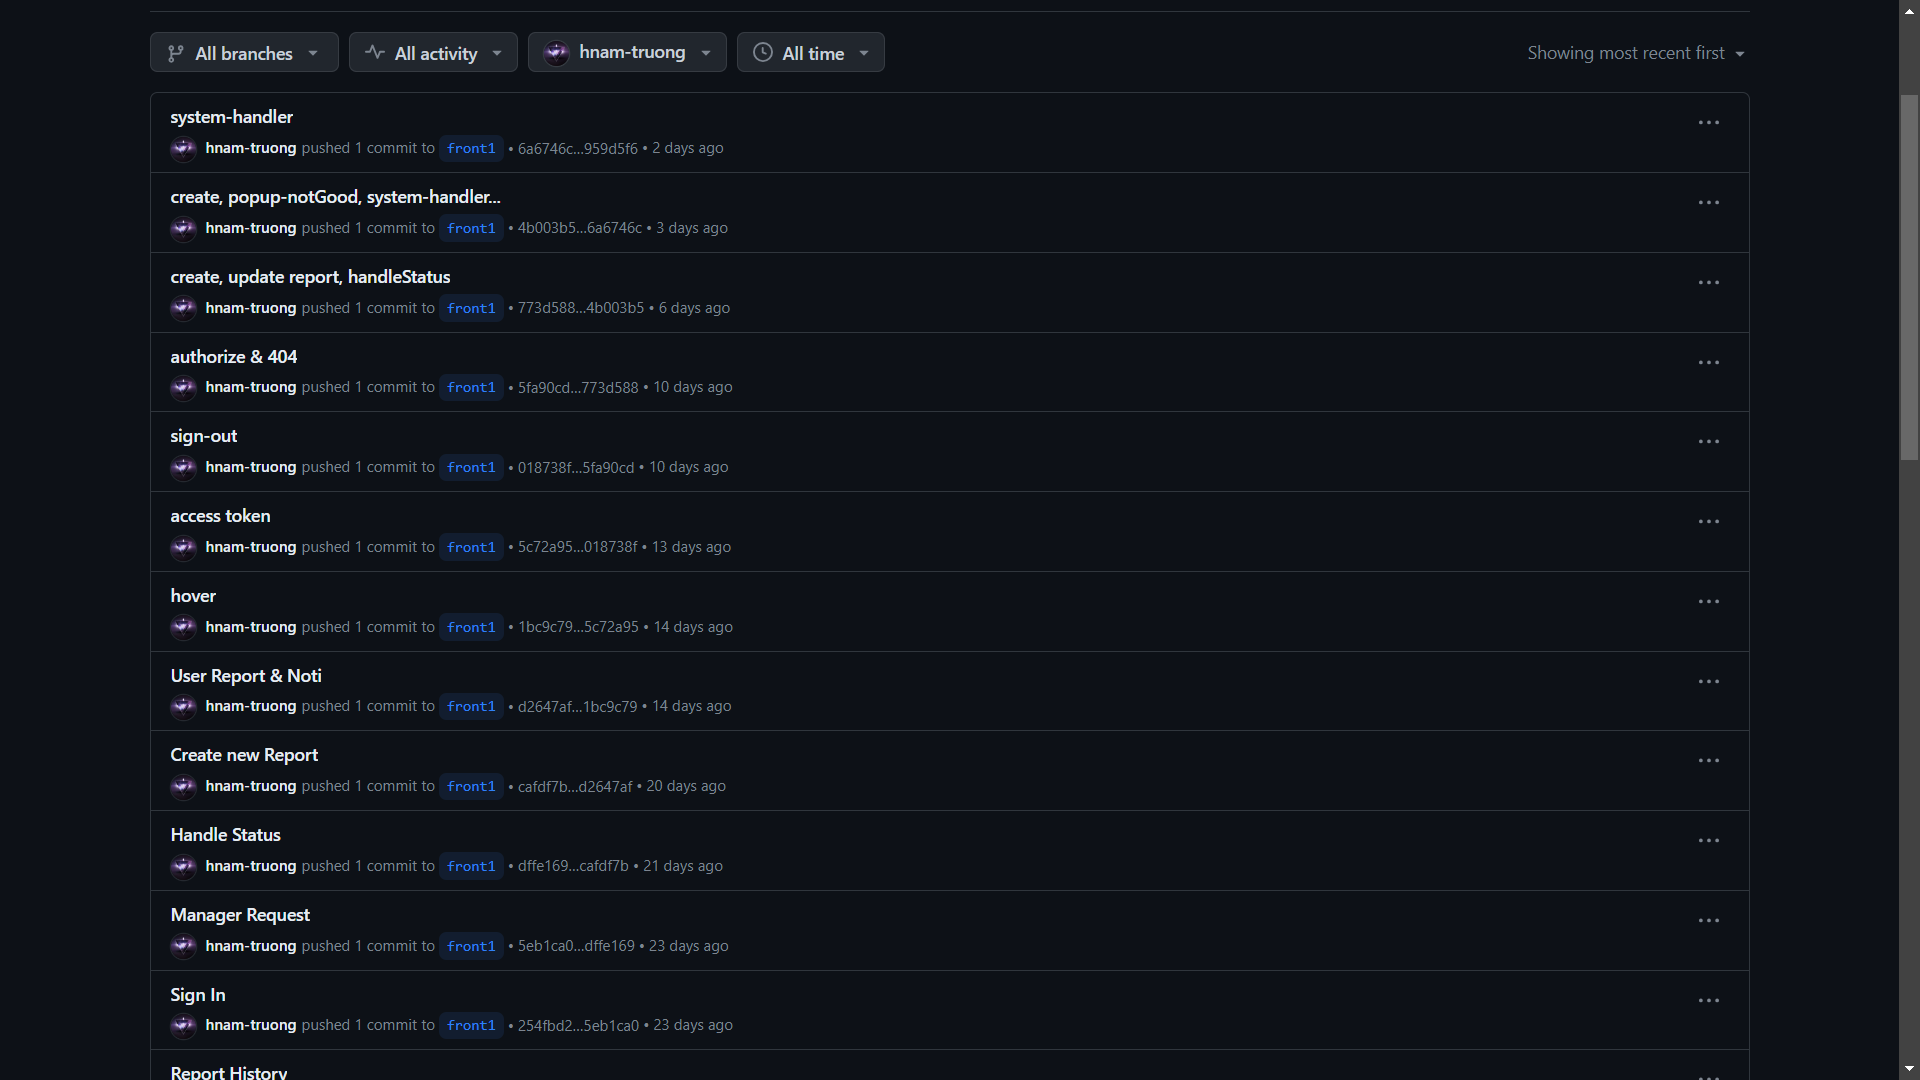 All branches All activity hnam-truong All time Showing most recent first
system-handler
hnam-truong pushed 1 commit to front1 • 6a6746c...959d5f6 • 2 days ago
create, popup-notGood, system-handler...
hnam-truong pushed 1 commit to front1 • 4b003b5...6a6746c • 3 days ago
create, update report, handleStatus
hnam-truong pushed 1 commit to front1 • 773d588...4b003b5 • 6 days ago
authorize & 404
hnam-truong pushed 1 commit to front1 • 5fa90cd...773d588 • 10 days ago
sign-out
hnam-truong pushed 1 commit to front1 • 018738f...5fa90cd • 10 days ago
access token
hnam-truong pushed 1 commit to front1 • 5c72a95...018738f • 13 days ago
hover
hnam-truong pushed 1 commit to front1 • 1bc9c79...5c72a95 • 14 days ago
User Report & Noti
hnam-truong pushed 1 commit to front1 • d2647af...1bc9c79 • 14 days ago
Create new Report
hnam-truong pushed 1 commit to front1 • cafdf7b...d2647af • 20 days ago
Handle Status
hnam-truong pushed 1 commit to front1 • dffe169...cafdf7b • 21 days ago
Manager Request
hnam-truong pushed 1 commit to front1 • 5eb1ca0...dffe169 • 23 days ago
Sign In
hnam-truong pushed 1 commit to front1 • 254fbd2...5eb1ca0 • 23 days ago
Report History